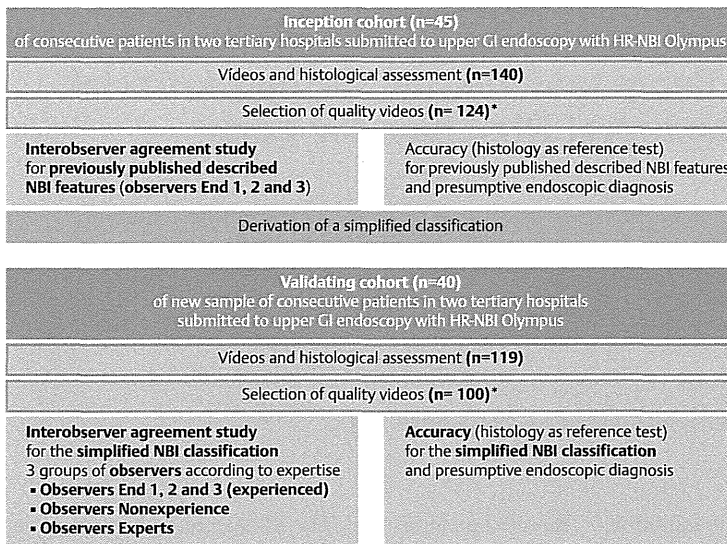 Inception cohort (n=45)
of consecutive patients in two tertiary hospitals submitted to upper GI endoscopy with HR-NBI Olympus
Vídeos and histological assessment (n=140)
Selection of quality videos (n= 124)*
Interobserver agreement study
for previously published described
NBI features (observers End 1, 2 and 3)
Accuracy (histology as reference test)
for previously published described NBI features
and presumptive endoscopic diagnosis
Derivation of a simplified classification
Validating cohort (n=40)
of new sample of consecutive patients in two tertiary hospitals
submitted to upper GI endoscopy with HR-NBI Olympus
Vídeos and histological assessment (n=119)
Selection of quality videos (n= 100)*
Interobserver agreement study
for the simplified NBI classification
3 groups of observers according to expertise
▪ Observers End 1, 2 and 3 (experienced)
▪ Observers Nonexperience
▪ Observers Experts
Accuracy (histology as reference test)
for the simplified NBI classification
and presumptive endoscopic diagnosis